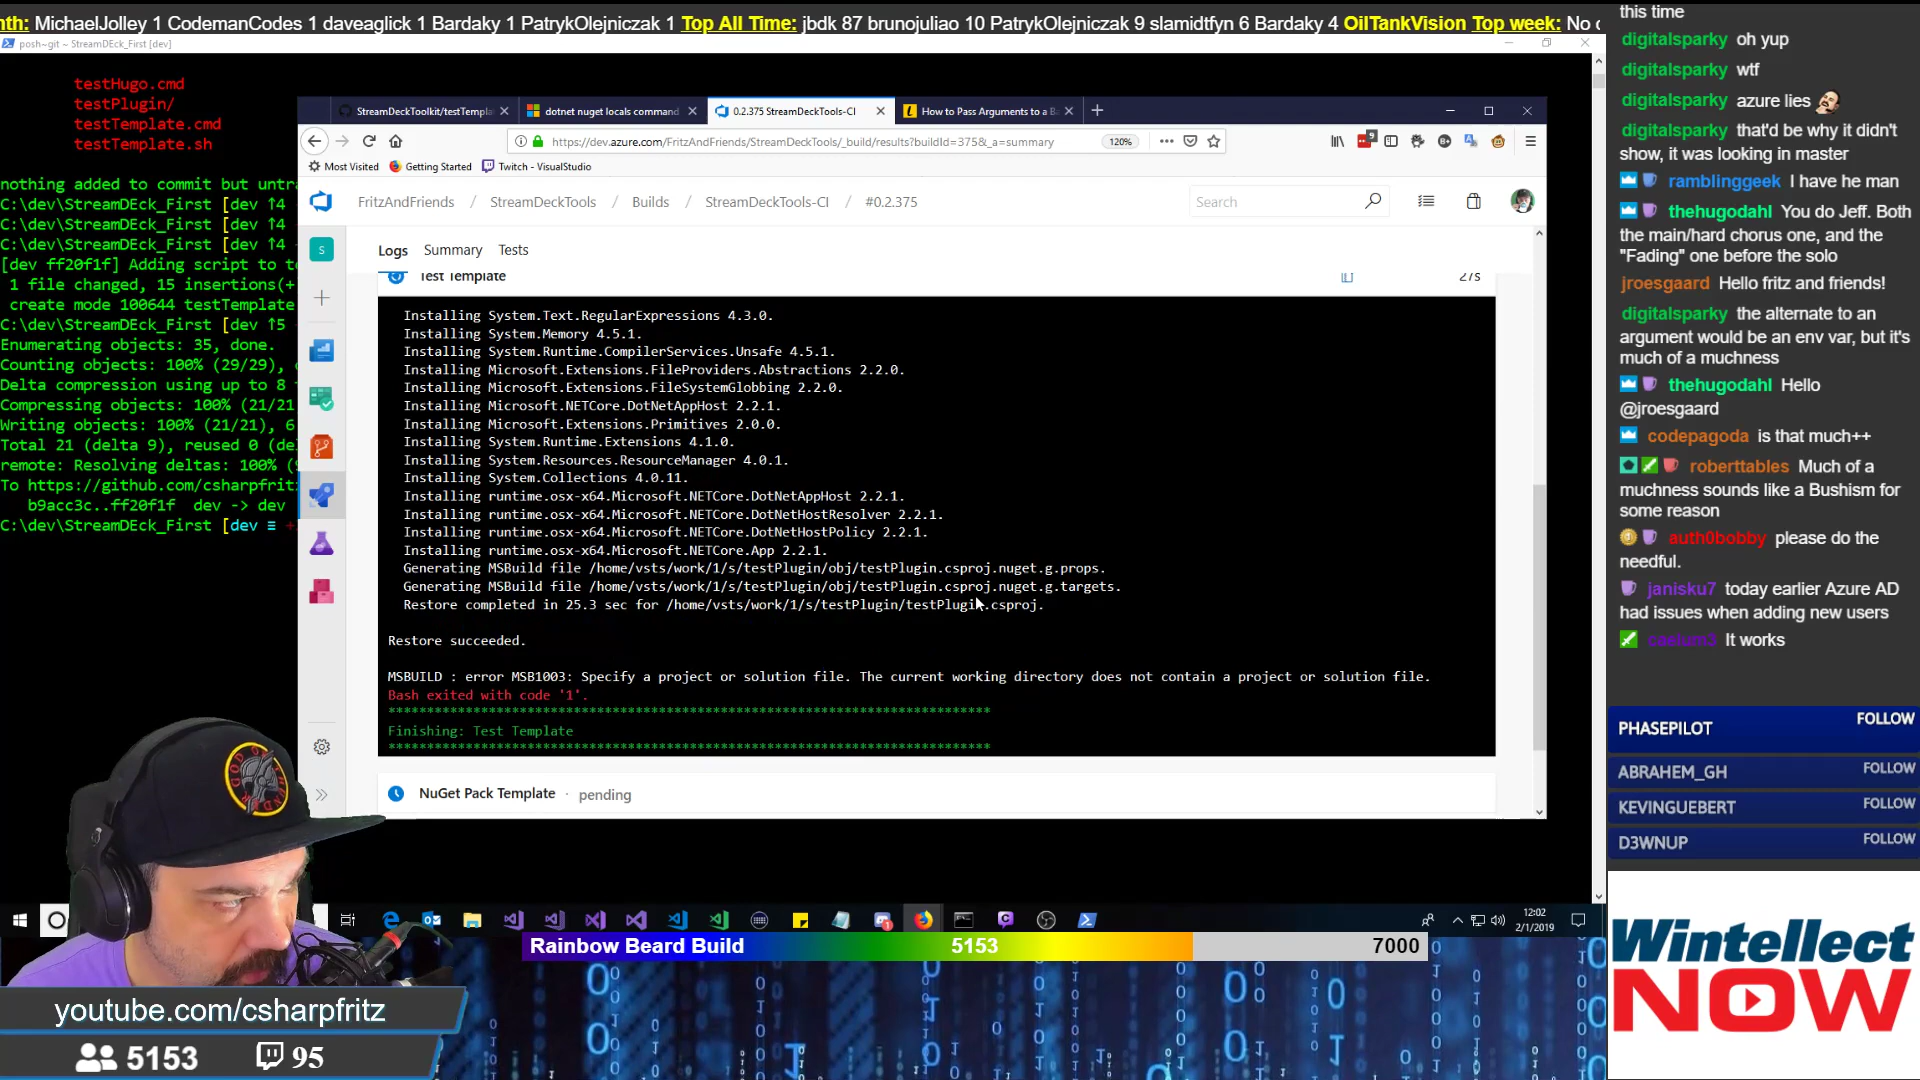 nth: MichaelJolley 1 CodemanCodes 1 daveaglick 1 Bardaky 1 PatrykOlejniczak 1 Top All Time: jbdk 87 brunojuliao 10 PatrykOlejniczak 9 slamidtfyn 6 Bardaky 4 OilTankVision Top week: No c
posh~git ~ StreamDEck_First [dev]
testHugo.cmd
testPlugin/
testTemplate.cmd
testTemplate.sh
nothing added to commit but untra
C:\dev\StreamDEck_First [dev ↑4
C:\dev\StreamDEck_First [dev ↑4
C:\dev\StreamDEck_First [dev ↑4
[dev ff20f1f] Adding script to te
1 file changed, 15 insertions(+
create mode 100644 testTemplate
C:\dev\StreamDEck_First [dev ↑5
Enumerating objects: 35, done.
Counting objects: 100% (29/29),
Delta compression using up to 8
Compressing objects: 100% (21/21
Writing objects: 100% (21/21), 6
Total 21 (delta 9), reused 0 (de
remote: Resolving deltas: 100% (9
To https://github.com/csharpfrit
b9acc3c..ff20f1f dev -> dev
C:\dev\StreamDEck_First [dev ≡ +
StreamDeckToolkit/testTempla
dotnet nuget locals command
0.2.375 StreamDeckTools-CI
How to Pass Arguments to a Ba
https://dev.azure.com/FritzAndFriends/StreamDeckTools/_build/results?buildId=375&_a=summary
120%
9
Most Visited
Getting Started
Twitch - VisualStudio
FritzAndFriends / StreamDeckTools / Builds / StreamDeckTools-CI / #0.2.375
Search
S
Logs
Summary
Tests
Test Template
27s
Installing System.Text.RegularExpressions 4.3.0.
Installing System.Memory 4.5.1.
Installing System.Runtime.CompilerServices.Unsafe 4.5.1.
Installing Microsoft.Extensions.FileProviders.Abstractions 2.2.0.
Installing Microsoft.Extensions.FileSystemGlobbing 2.2.0.
Installing Microsoft.NETCore.DotNetAppHost 2.2.1.
Installing Microsoft.Extensions.Primitives 2.0.0.
Installing System.Runtime.Extensions 4.1.0.
Installing System.Resources.ResourceManager 4.0.1.
Installing System.Collections 4.0.11.
Installing runtime.osx-x64.Microsoft.NETCore.DotNetAppHost 2.2.1.
Installing runtime.osx-x64.Microsoft.NETCore.DotNetHostResolver 2.2.1.
Installing runtime.osx-x64.Microsoft.NETCore.DotNetHostPolicy 2.2.1.
Installing runtime.osx-x64.Microsoft.NETCore.App 2.2.1.
Generating MSBuild file /home/vsts/work/1/s/testPlugin/obj/testPlugin.csproj.nuget.g.props.
Generating MSBuild file /home/vsts/work/1/s/testPlugin/obj/testPlugin.csproj.nuget.g.targets.
Restore completed in 25.3 sec for /home/vsts/work/1/s/testPlugin/testPlugin.csproj.
Restore succeeded.
MSBUILD : error MSB1003: Specify a project or solution file. The current working directory does not contain a project or solution file.
Bash exited with code '1'.
******************************************************************************
Finishing: Test Template
******************************************************************************
NuGet Pack Template · pending
this time
digitalsparky oh yup
digitalsparky wtf
digitalsparky azure lies
digitalsparky that'd be why it didn't
show, it was looking in master
ramblinggeek I have he man
thehugodahl You do Jeff. Both
the main/hard chorus one, and the
"Fading" one before the solo
jroesgaard Hello fritz and friends!
digitalsparky the alternate to an
argument would be an env var, but it's
much of a muchness
thehugodahl Hello
@jroesgaard
codepagoda is that much++
roberttables Much of a
muchness sounds like a Bushism for
some reason
auth0bobby please do the
needful.
janisku7 today earlier Azure AD
had issues when adding new users
caelum3 It works
PHASEPILOT FOLLOW
ABRAHEM_GH FOLLOW
KEVINGUEBERT FOLLOW
D3WNUP FOLLOW
12:02
2/1/2019
Rainbow Beard Build 5153 7000
youtube.com/csharpfritz
5153 95
Wintellect
NOW